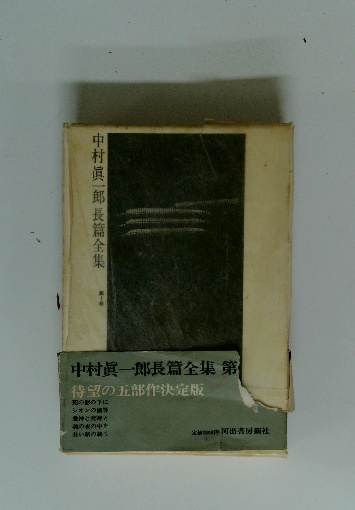 中村眞一郎長篇全集
中村眞一郎長篇全集 第
待望の五部作決定版
死の影の下に
シオンの娘等
愛神と死神と
魂の夜の中を
長い旅の終り
河出書房新社